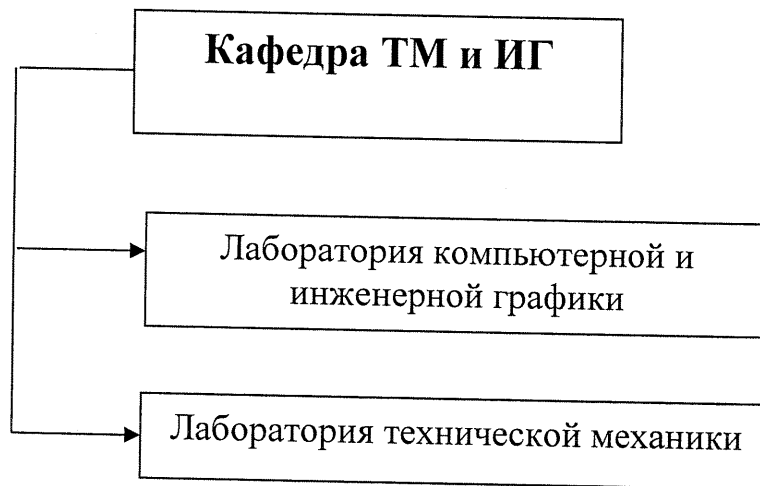 Кафедра ТМ и ИГ
Лаборатория компьютерной и
инженерной графики
Лаборатория технической механики